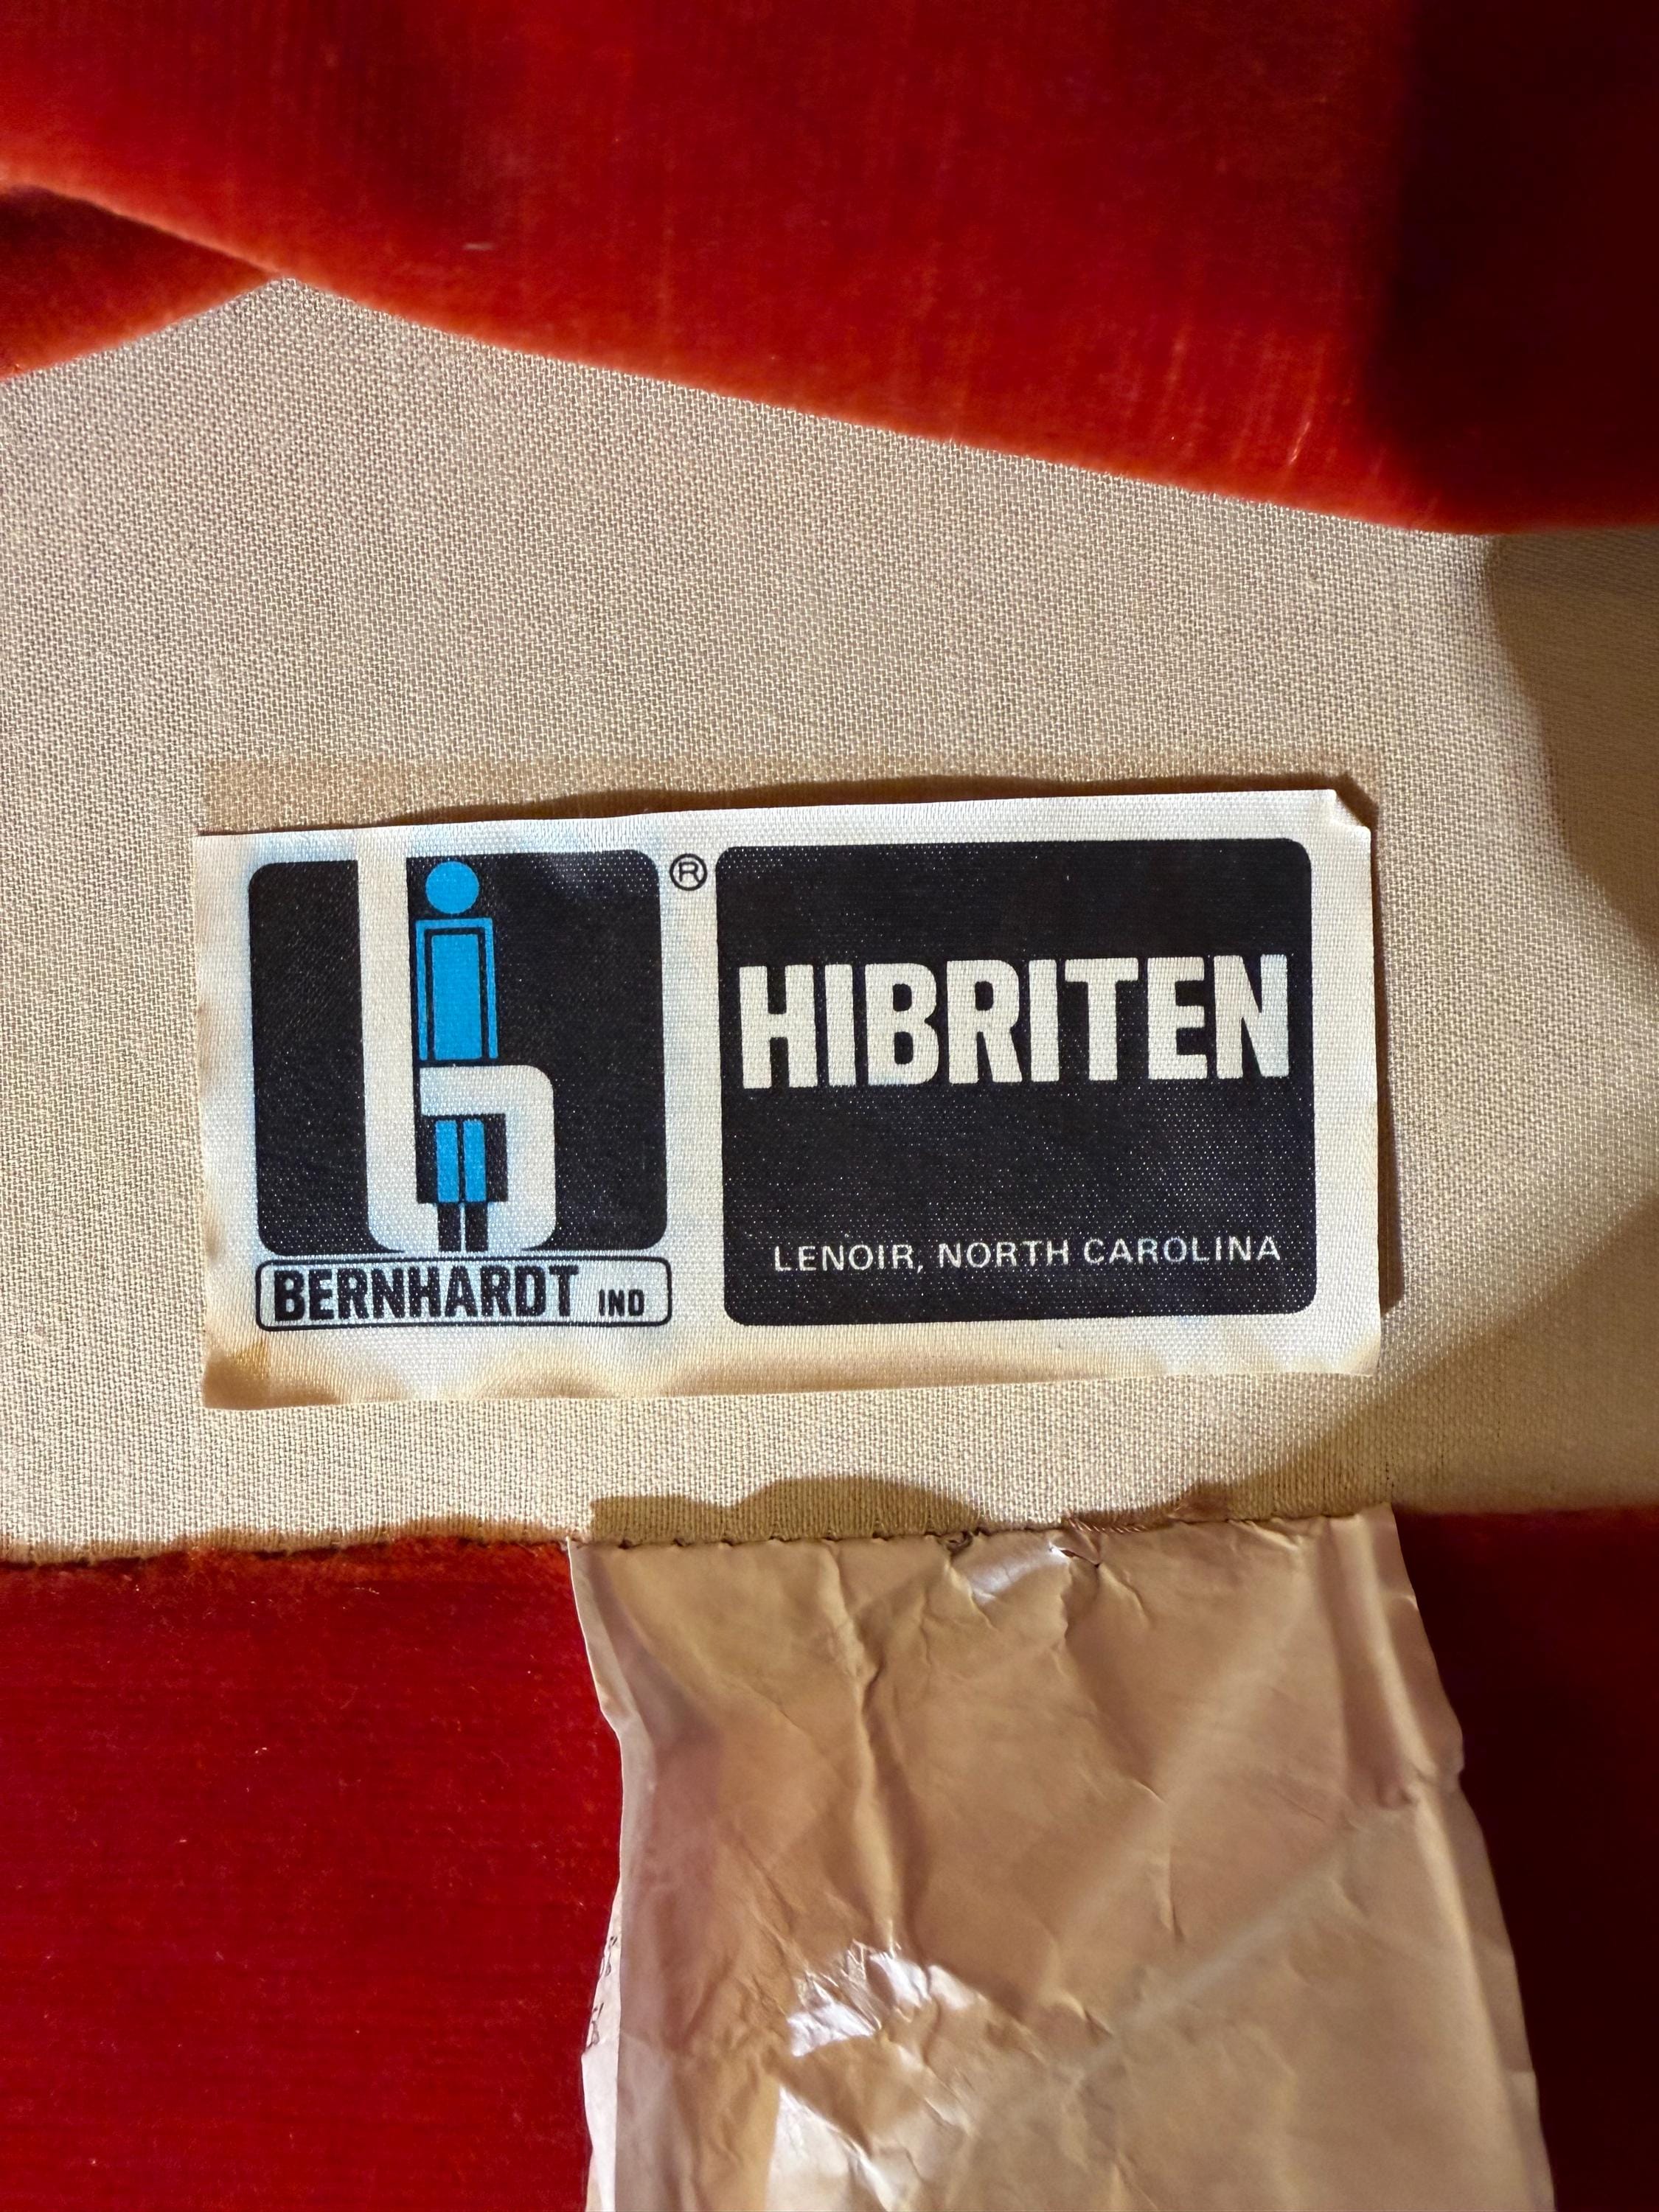 ®
HIBRITEN
LENOIR, NORTH CAROLINA
BERNHARDT IND